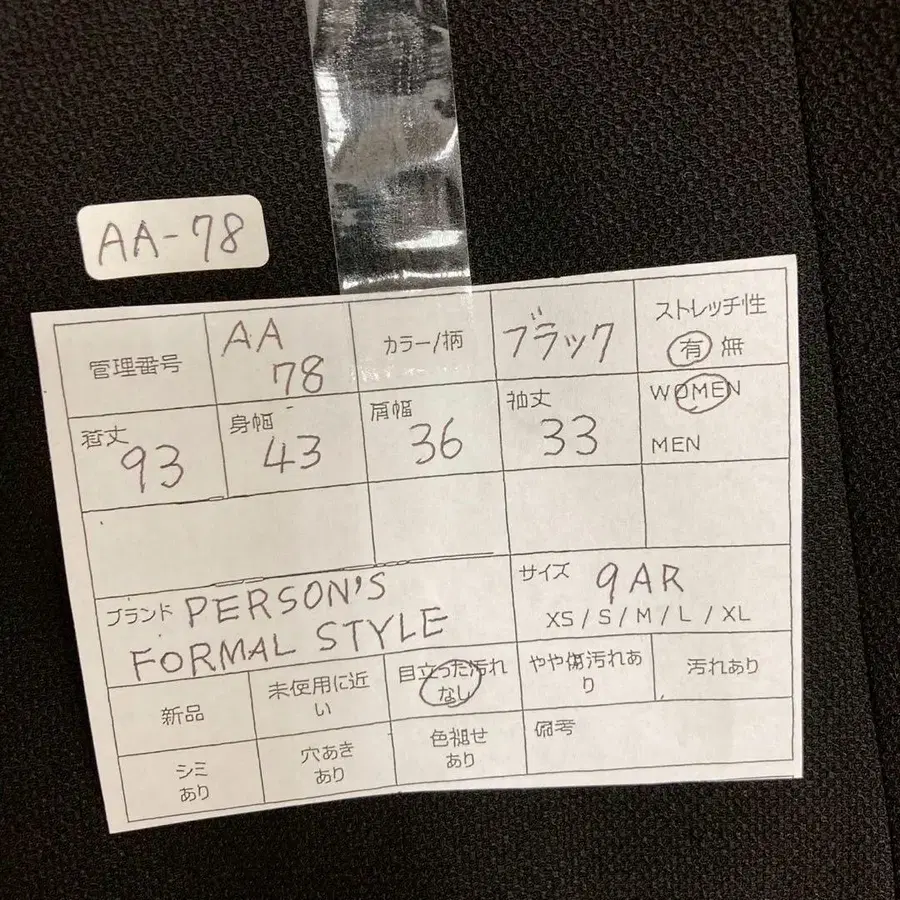 AA-78
管理番号
AA
78
カラー/柄
ブラック
ストレッチ性
有 無
着丈
93
身幅
43
肩幅
36
袖丈
33
WOMEN
MEN
ブランド PERSON'S
FORMAL STYLE
サイズ 9AR
XS / S / M / L / XL
新品
未使用に近
い
目立った汚れ
なし
やや傷汚れあ
り
汚れあり
シミ
あり
穴あき
あり
色褪せ
あり
備考